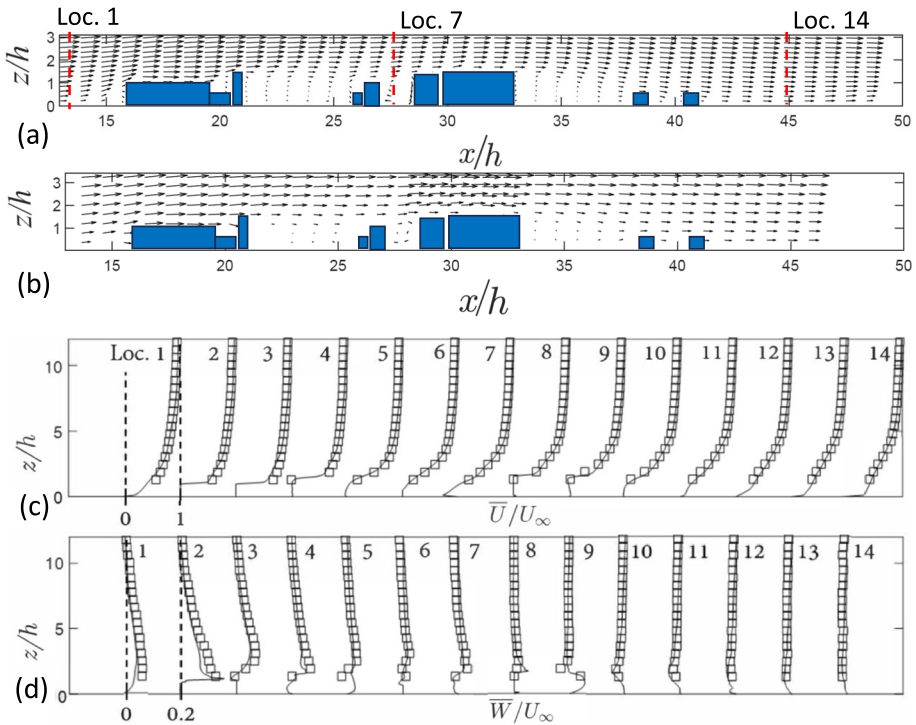 Loc. 1 Loc. 7 Loc. 14
z/h
3
2
1
0
15 20 25 30 35 40 45 50
(a)
x/h
z/h
3
2
1
15 20 25 30 35 40 45 50
(b)
x/h
z/h
10
5
0
Loc. 1 2 3 4 5 6 7 8 9 10 11 12 13 14
(c)
0 1
U̅/U∞
z/h
10
5
0
1 2 3 4 5 6 7 8 9 10 11 12 13 14
(d)
0 0.2
W̅/U∞